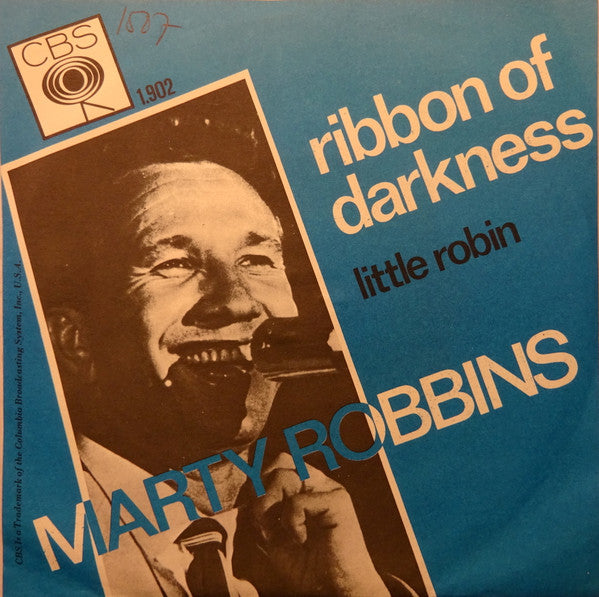 CBS
1007
1.902
ribbon of
darkness
little robin
MARTY ROBBINS
CBS Is a Trademark of the Columbia Broadcasting System, Inc., U.S.A.